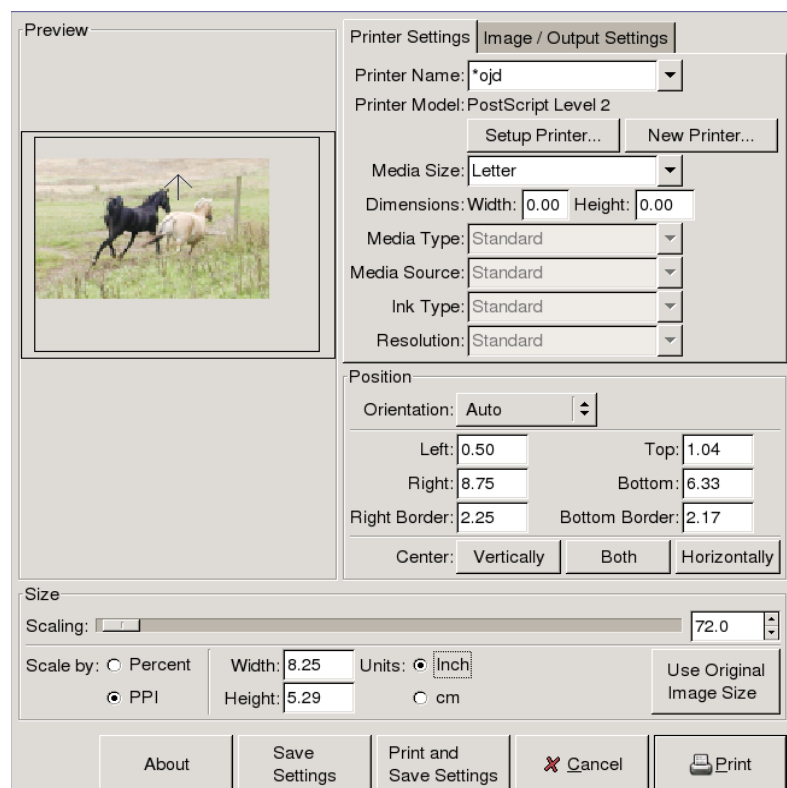 Preview
Printer Settings
Image / Output Settings
Printer Name: *ojd
Printer Model: PostScript Level 2
Setup Printer...
New Printer...
Media Size: Letter
Dimensions: Width: 0.00 Height: 0.00
Media Type: Standard
Media Source: Standard
Ink Type: Standard
Resolution: Standard
Position
Orientation: Auto
Left: 0.50 Top: 1.04
Right: 8.75 Bottom: 6.33
Right Border: 2.25 Bottom Border: 2.17
Center: Vertically Both Horizontally
Size
Scaling: 72.0
Scale by: Percent
PPI
Width: 8.25
Height: 5.29
Units: Inch
cm
Use Original
Image Size
About
Save
Settings
Print and
Save Settings
Cancel
Print